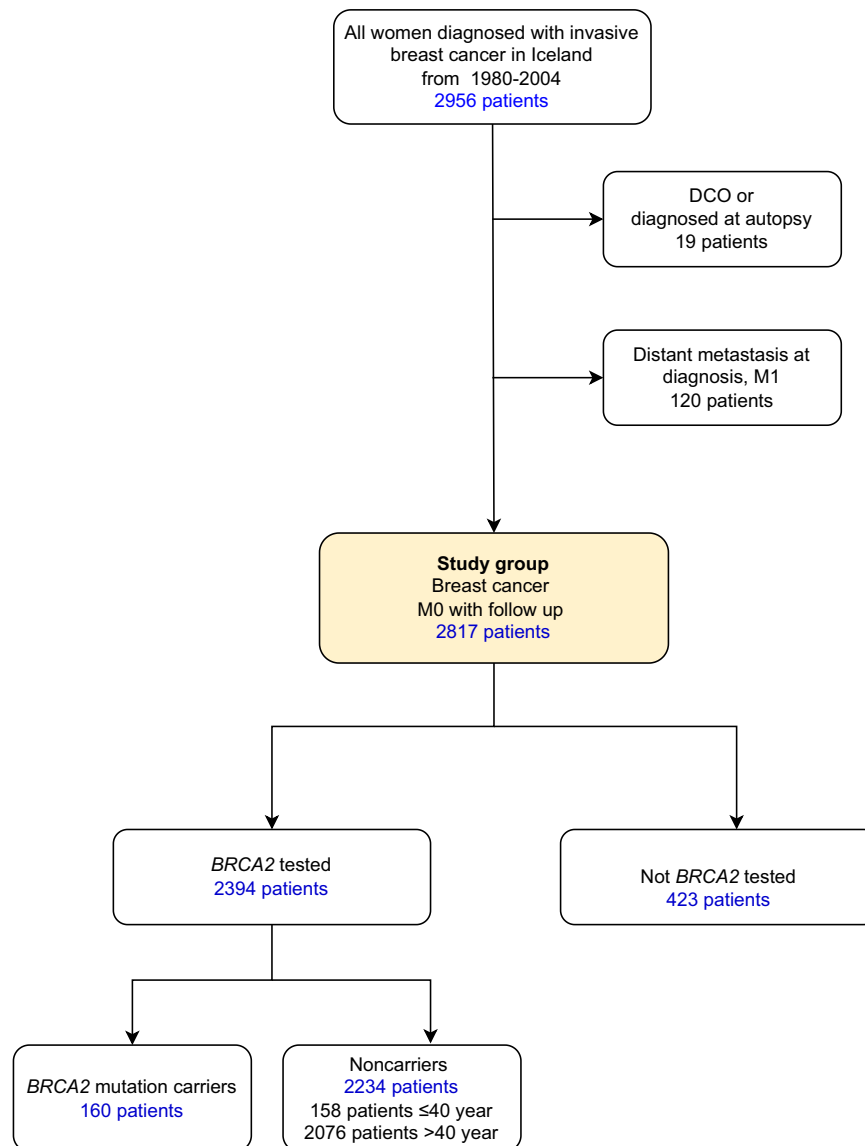 All women diagnosed with invasive
breast cancer in Iceland
from 1980-2004
2956 patients
DCO or
diagnosed at autopsy
19 patients
Distant metastasis at
diagnosis, M1
120 patients
Study group
Breast cancer
M0 with follow up
2817 patients
BRCA2 tested
2394 patients
Not BRCA2 tested
423 patients
BRCA2 mutation carriers
160 patients
Noncarriers
2234 patients
158 patients ≤40 year
2076 patients >40 year